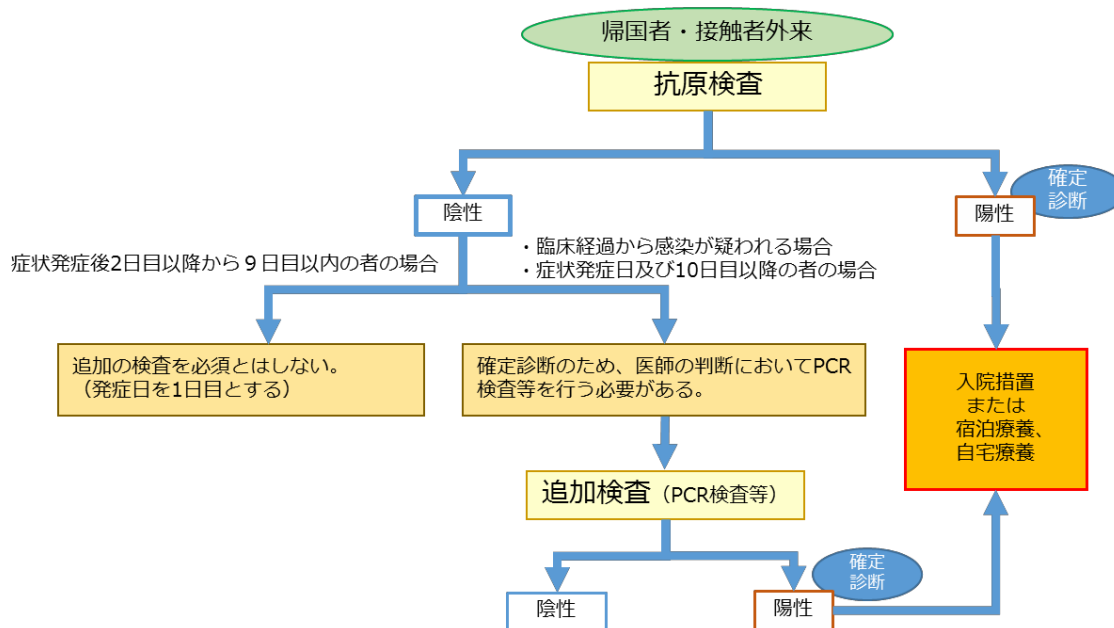 帰国者・接触者外来
抗原検査
確定
診断
陰性
陽性
症状発症後2日目以降から９日目以内の者の場合
・臨床経過から感染が疑われる場合
・症状発症日及び10日目以降の者の場合
追加の検査を必須とはしない。
（発症日を1日目とする）
確定診断のため、医師の判断においてPCR
検査等を行う必要がある。
入院措置
または
宿泊療養、
自宅療養
追加検査（PCR検査等）
確定
診断
陰性
陽性